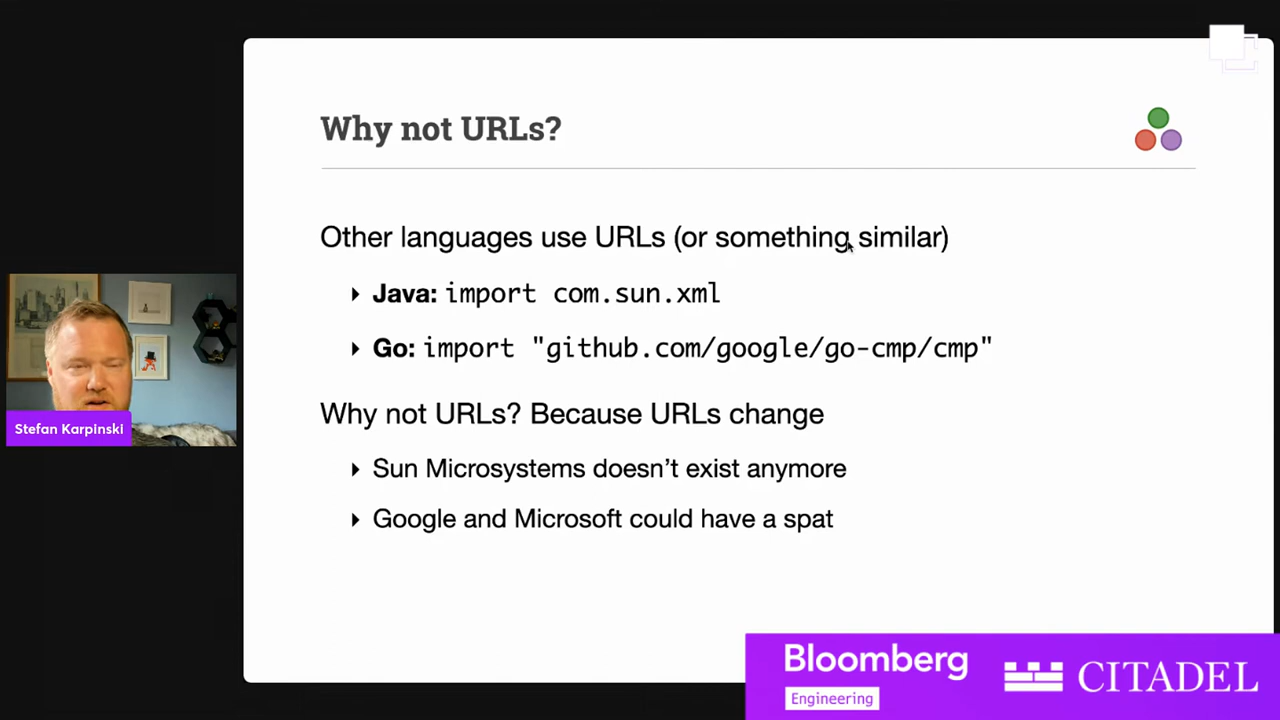 Why not URLs?
Other languages use URLs (or something similar)
Java: import com.sun.xml
Go: import "github.com/google/go-cmp/cmp"
Why not URLs? Because URLs change
Sun Microsystems doesn’t exist anymore
Google and Microsoft could have a spat
Stefan Karpinski
Bloomberg
Engineering
CITADEL